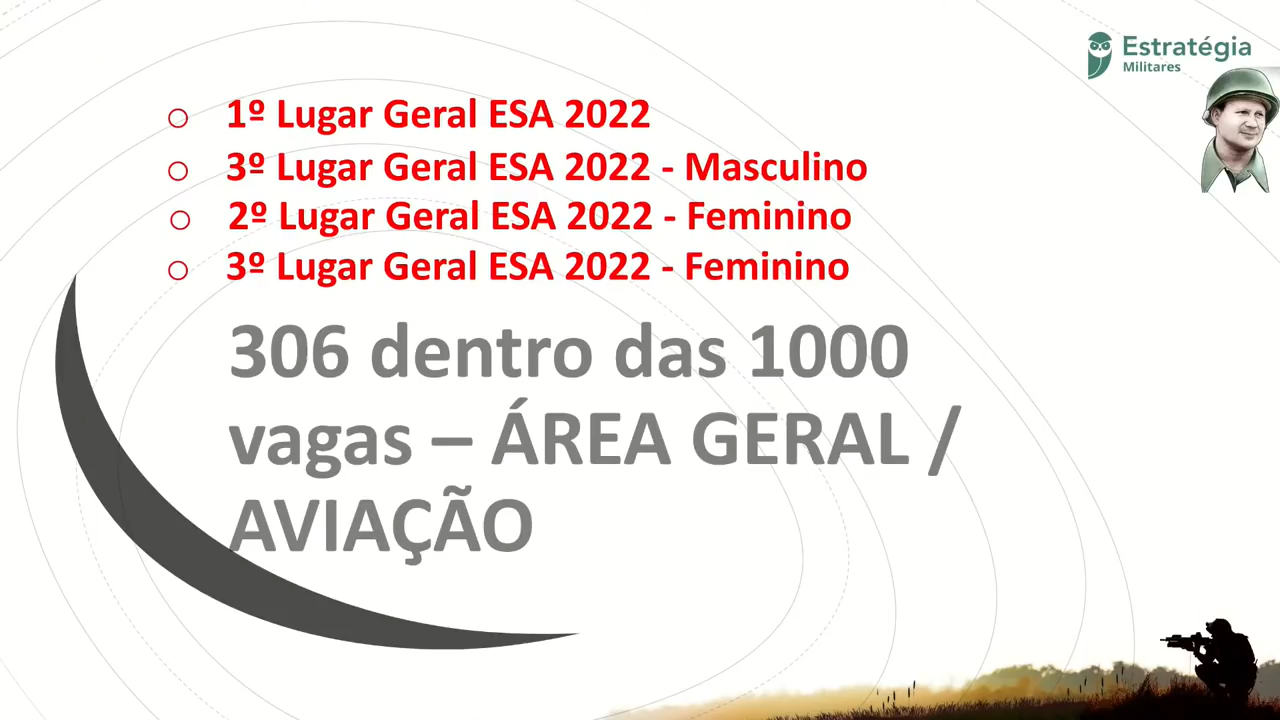 Estratégia
Militares
1º Lugar Geral ESA 2022
3º Lugar Geral ESA 2022 - Masculino
2º Lugar Geral ESA 2022 - Feminino
3º Lugar Geral ESA 2022 - Feminino
306 dentro das 1000
vagas – ÁREA GERAL /
AVIAÇÃO